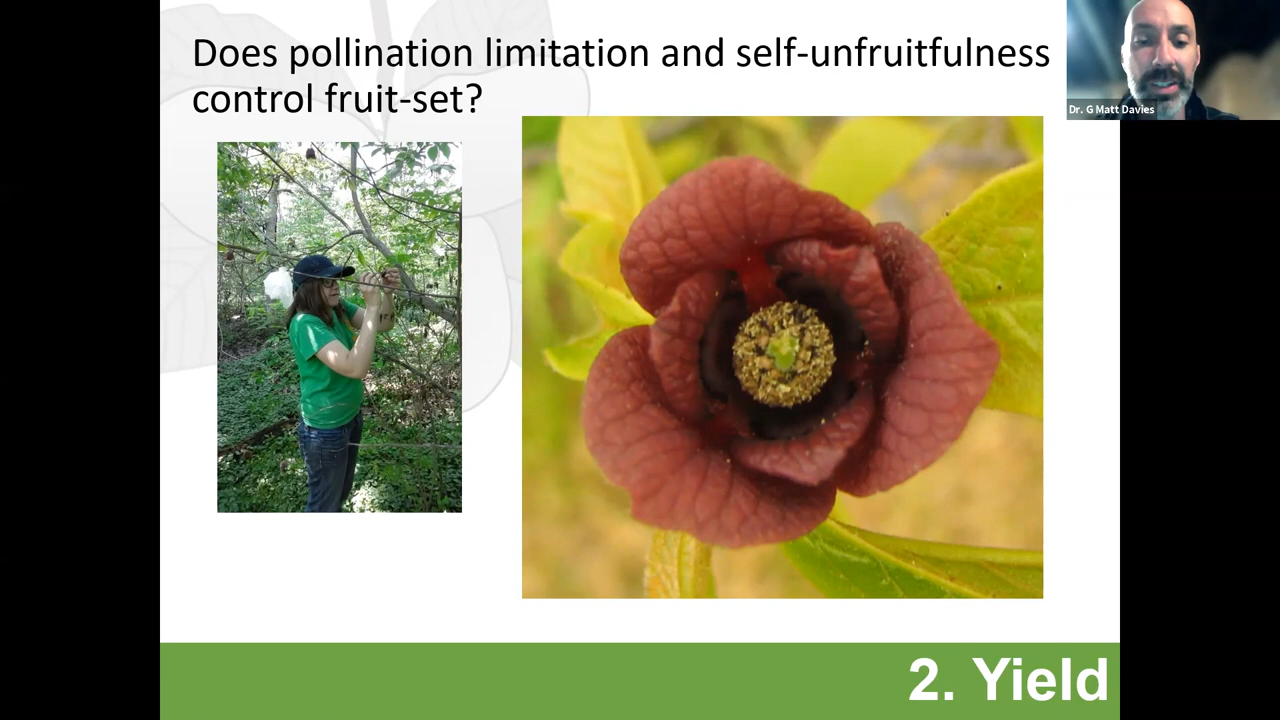 Does pollination limitation and self-unfruitfulness
control fruit-set?
Dr. G Matt Davies
2. Yield